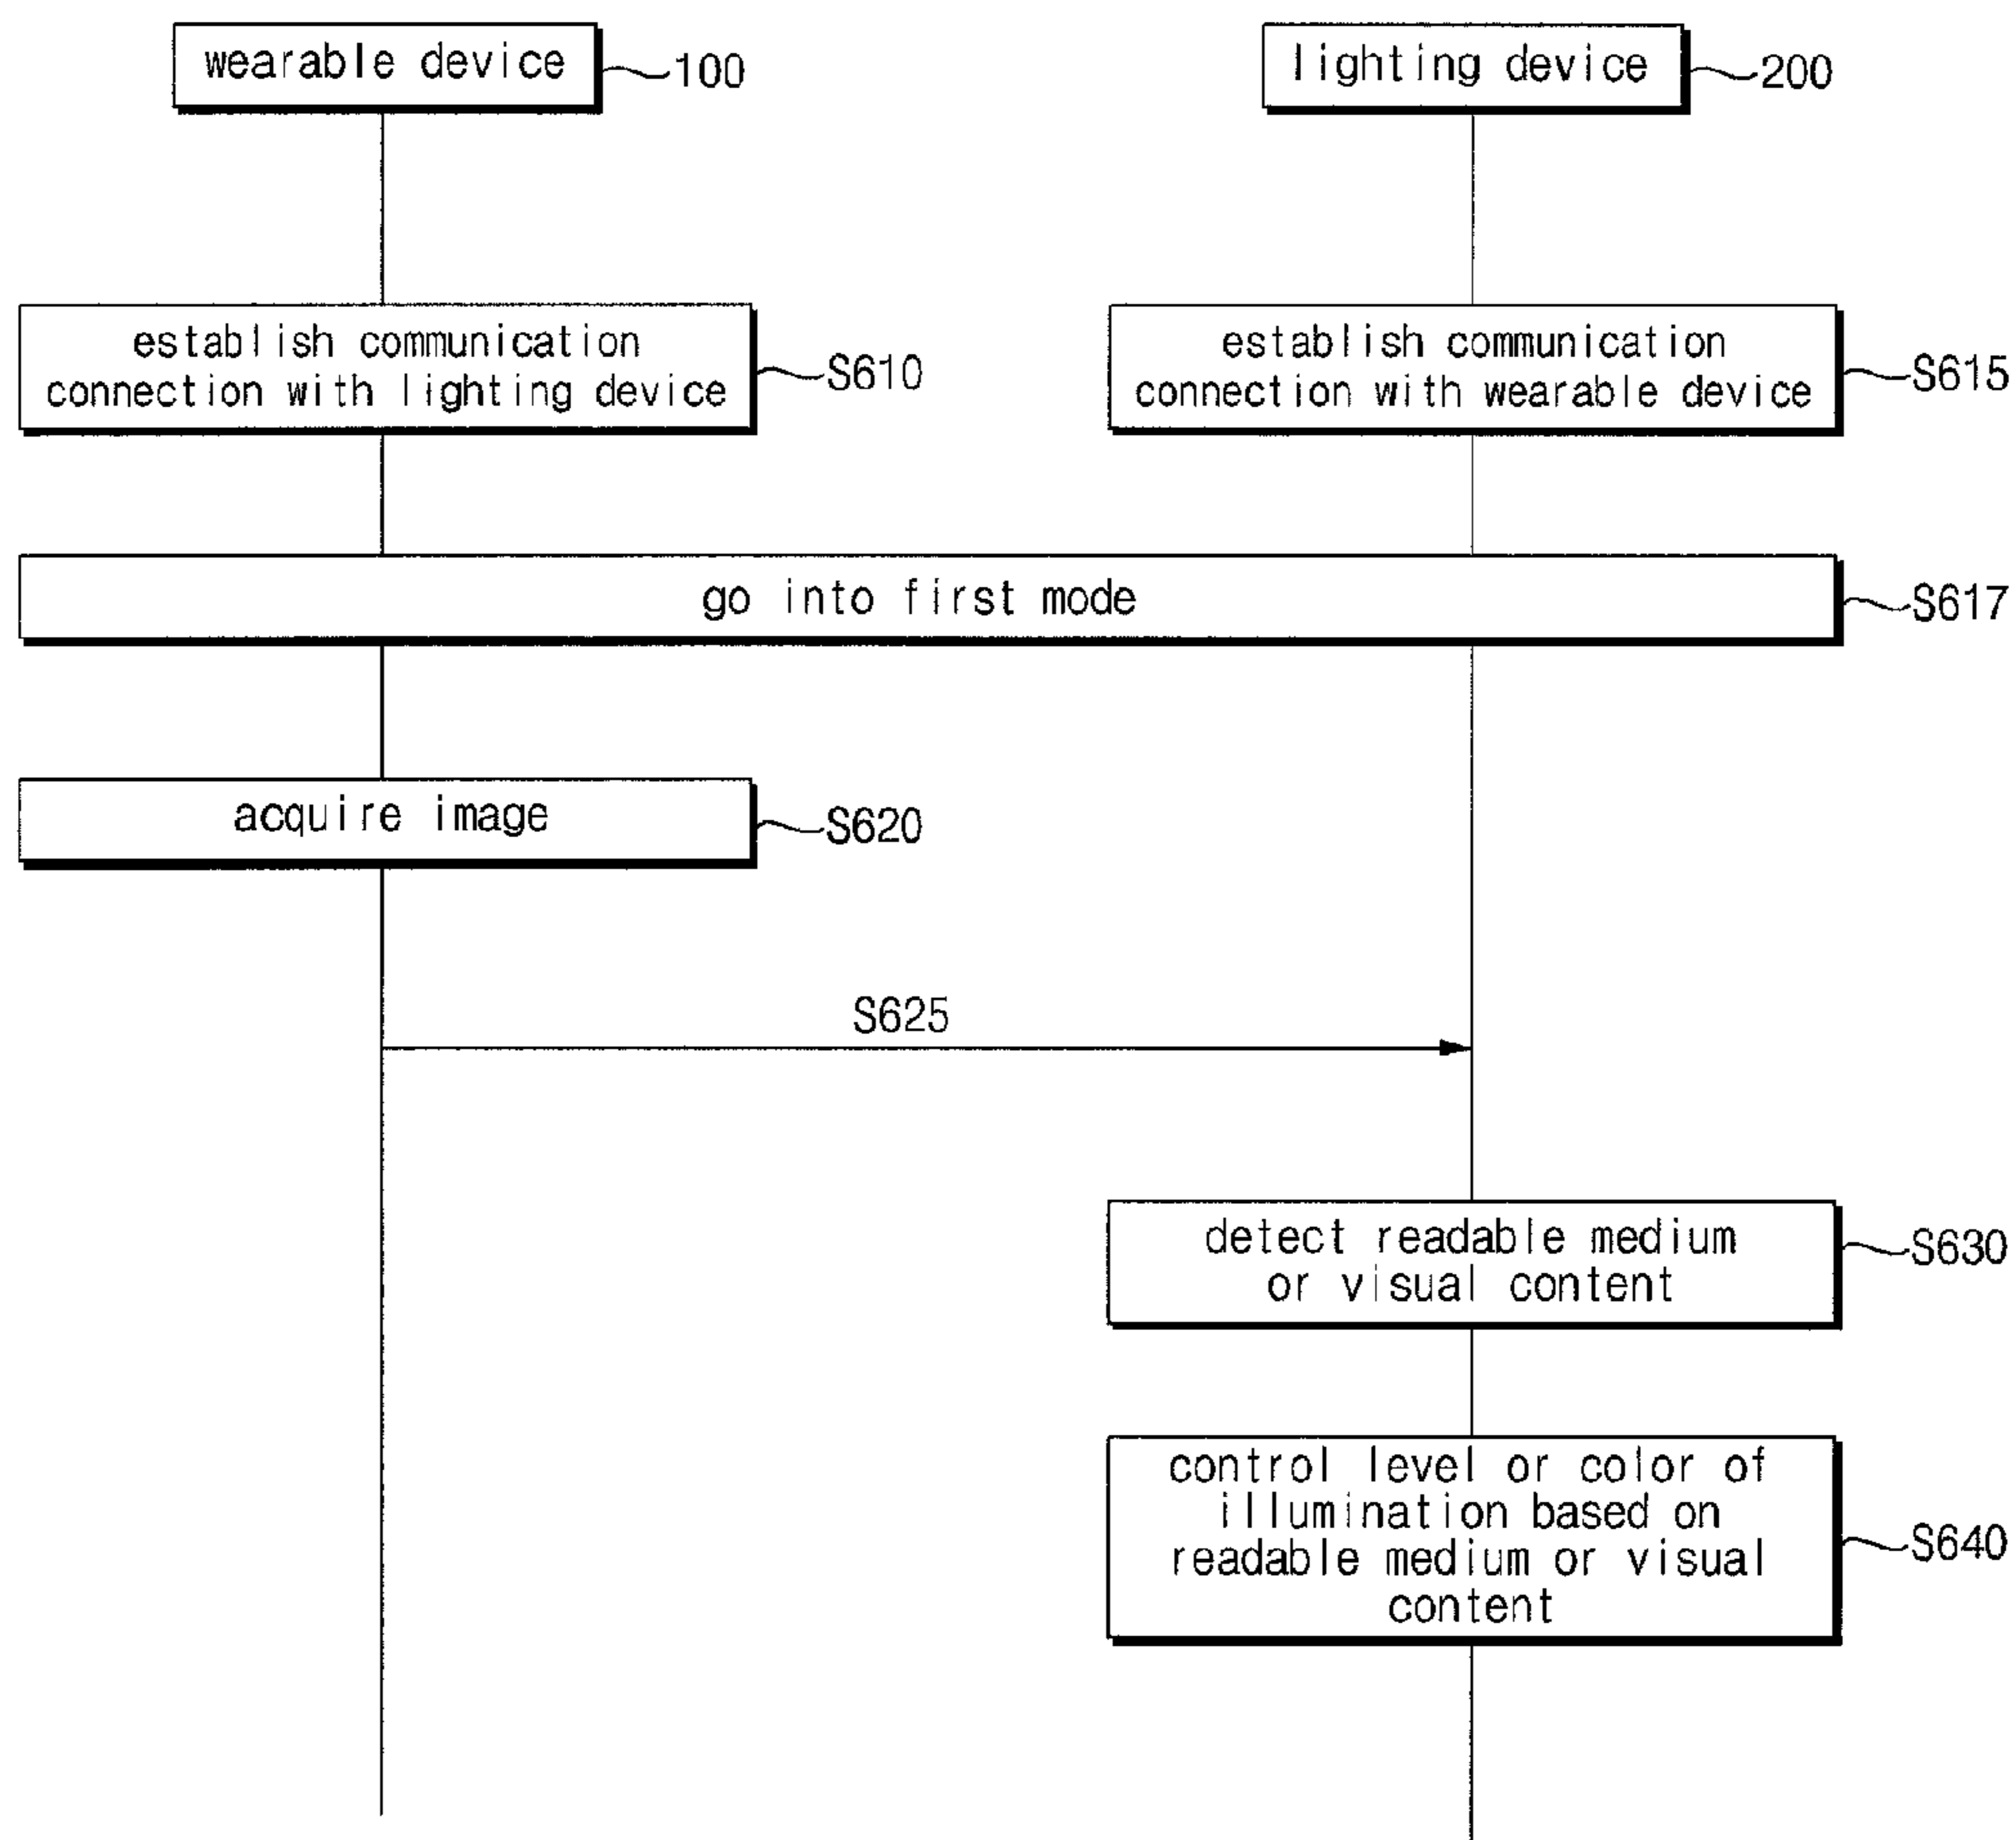 wearable device
100
lighting device
200
establish communication
connection with lighting device
S610
establish communication
connection with wearable device
S615
go into first mode
S617
acquire image
S620
S625
detect readable medium
or visual content
S630
control level or color of
illumination based on
readable medium or visual
content
S640